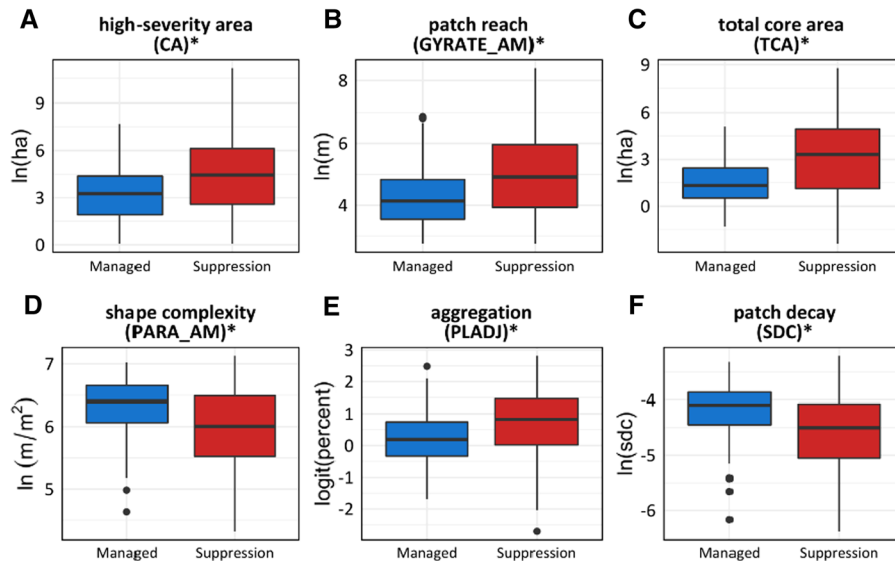 A
high-severity area
(CA)*
ln(ha)
9
6
3
0
Managed
Suppression
B
patch reach
(GYRATE_AM)*
ln(m)
8
6
4
Managed
Suppression
C
total core area
(TCA)*
ln(ha)
9
6
3
0
Managed
Suppression
D
shape complexity
(PARA_AM)*
ln (m/m²)
7
6
5
Managed
Suppression
E
aggregation
(PLADJ)*
logit(percent)
3
2
1
0
-1
-2
Managed
Suppression
F
patch decay
(SDC)*
ln(sdc)
-4
-5
-6
Managed
Suppression